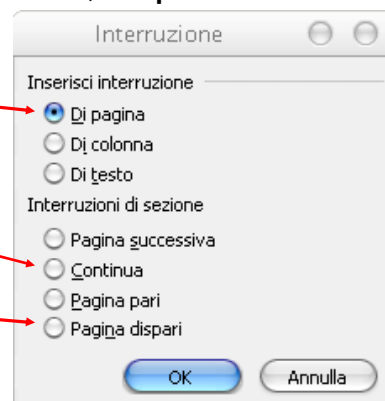 Interruzione
Inserisci interruzione
Di pagina
Di colonna
Di testo
Interruzioni di sezione
Pagina successiva
Continua
Pagina pari
Pagina dispari
OK Annulla